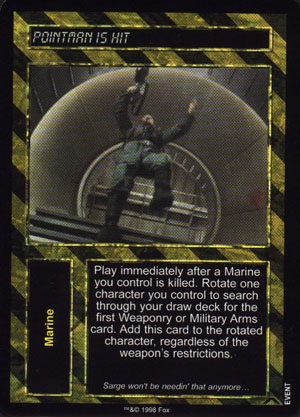 POINTMAN IS HIT
Play immediately after a Marine
you control is killed. Rotate one
character you control to search
through your draw deck for the
first Weaponry or Military Arms
card. Add this card to the rotated
character, regardless of the
weapon's restrictions.
Marine
Sarge won't be needin' that anymore...
EVENT
™&© 1998 Fox